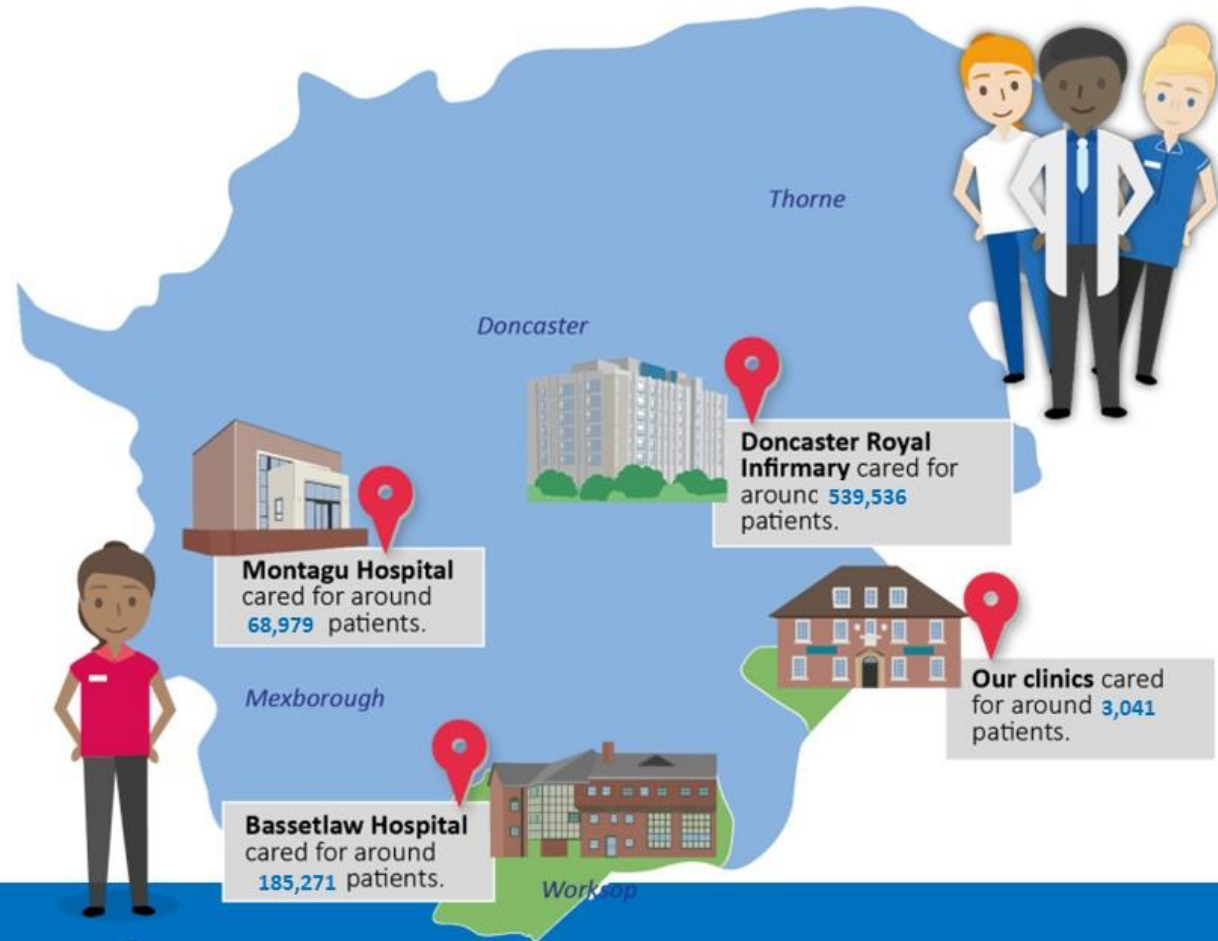 Thorne
Doncaster
Doncaster Royal
Infirmary cared for
arounc 539,536
patients.
Montagu Hospital
cared for around
68,979 patients.
Our clinics cared
for around 3,041
patients.
Mexborough
Bassetlaw Hospital
cared for around
185,271 patients.
Worksop